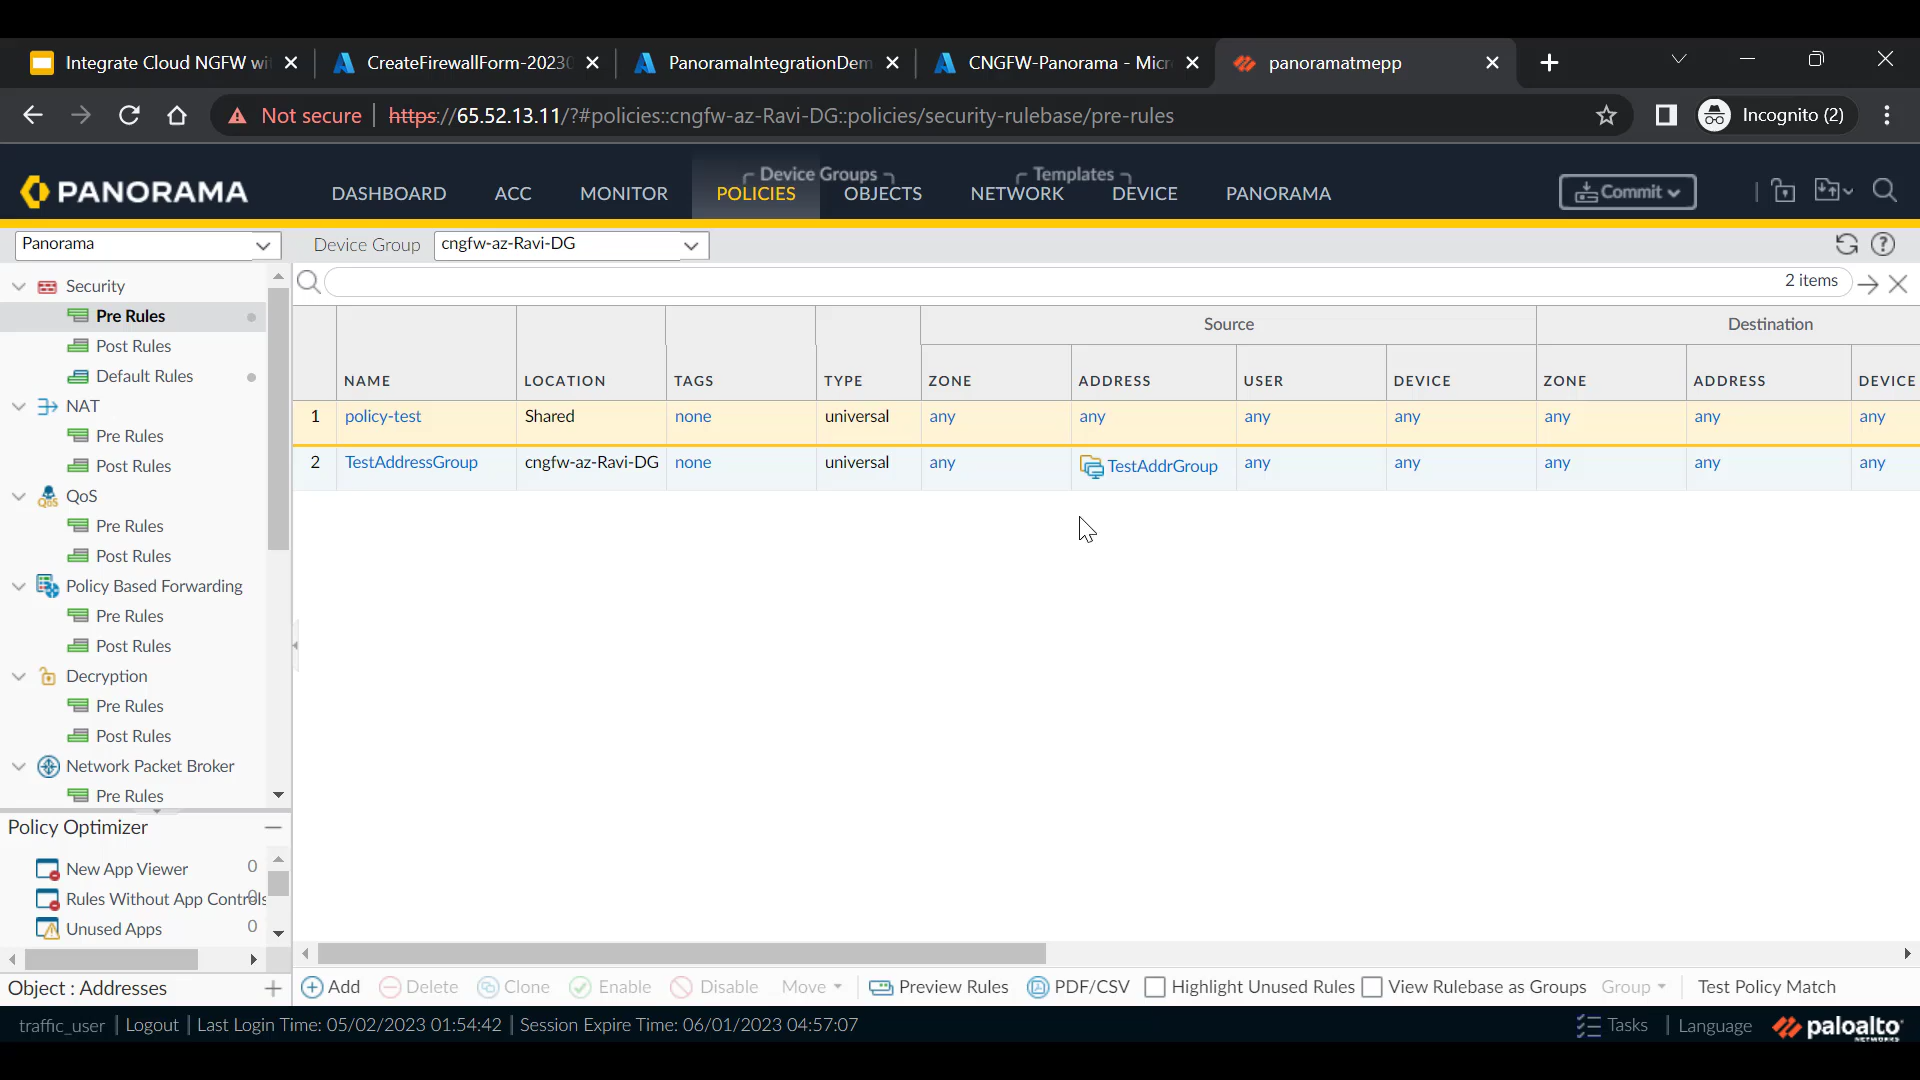 Integrate Cloud NGFW wi
CreateFirewallForm-2023
PanoramaIntegrationDem
CNGFW-Panorama - Micr
panoramatmepp
Not secure https://65.52.13.11/?#policies::cngfw-az-Ravi-DG::policies/security-rulebase/pre-rules
Incognito (2)
PANORAMA
DASHBOARD ACC MONITOR
Device Groups
POLICIES OBJECTS
Templates
NETWORK DEVICE
PANORAMA
Commit
Panorama
Device Group cngfw-az-Ravi-DG
Security
Pre Rules
Post Rules
Default Rules
NAT
Pre Rules
Post Rules
QoS
Pre Rules
Post Rules
Policy Based Forwarding
Pre Rules
Post Rules
Decryption
Pre Rules
Post Rules
Network Packet Broker
Pre Rules
Policy Optimizer
New App Viewer 0
Rules Without App Controls 0
Unused Apps 0
Object : Addresses
2 items
Source Destination
NAME LOCATION TAGS TYPE ZONE ADDRESS USER DEVICE ZONE ADDRESS DEVICE
1 policy-test Shared none universal any any any any any any any
2 TestAddressGroup cngfw-az-Ravi-DG none universal any TestAddrGroup any any any any any
Add Delete Clone Enable Disable Move Preview Rules PDF/CSV Highlight Unused Rules View Rulebase as Groups Group Test Policy Match
traffic_user | Logout | Last Login Time: 05/02/2023 01:54:42 | Session Expire Time: 06/01/2023 04:57:07
Tasks | Language paloalto
NETWORKS